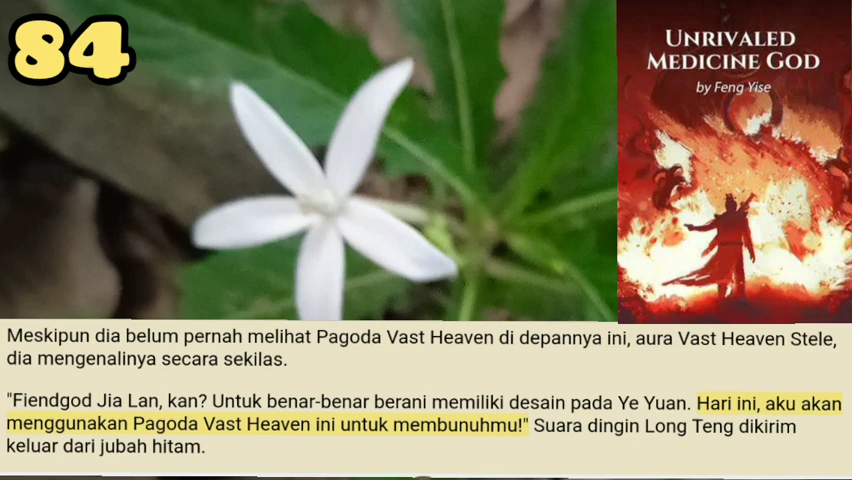 84
UNRIVALED
MEDICINE GOD
by Feng Yise
Meskipun dia belum pernah melihat Pagoda Vast Heaven di depannya ini, aura Vast Heaven Stele,
dia mengenalinya secara sekilas.
"Fiendgod Jia Lan, kan? Untuk benar-benar berani memiliki desain pada Ye Yuan. Hari ini, aku akan
menggunakan Pagoda Vast Heaven ini untuk membunuhmu!" Suara dingin Long Teng dikirim
keluar dari jubah hitam.